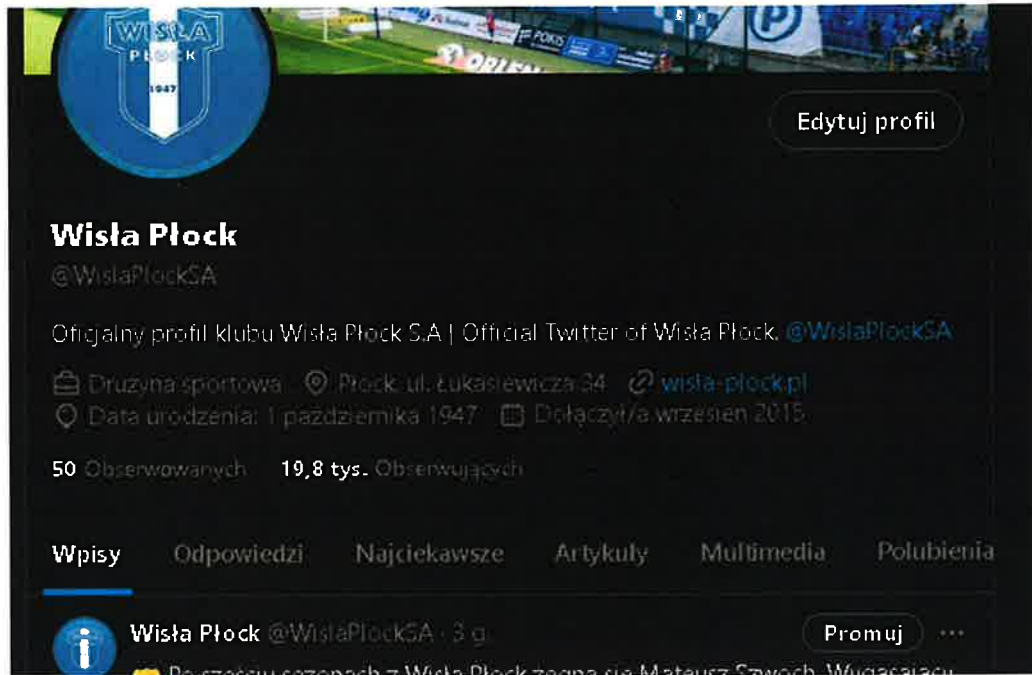 WISŁA
PŁOCK
1947
POKIS
ORLEN
Edytuj profil
Wisła Płock
@WislaPlockSA
Oficjalny profil klubu Wisła Płock S.A | Official Twitter of Wisła Płock. @WislaPlockSA
Drużyna sportowa Płock, ul. Łukasiewicza 34 wisla-plock.pl
Data urodzenia: 1 października 1947 Dołączył/a wrzesień 2015
50 Obserwowanych 19,8 tys. Obserwujących
Wpisy Odpowiedzi Najciekawsze Artykuły Multimedia Polubienia
Wisła Płock @WislaPlockSA · 3 g Promuj ...
Po sześciu sezonach z Wisłą Płock żegna się Mateusz Szwoch. Wygasający